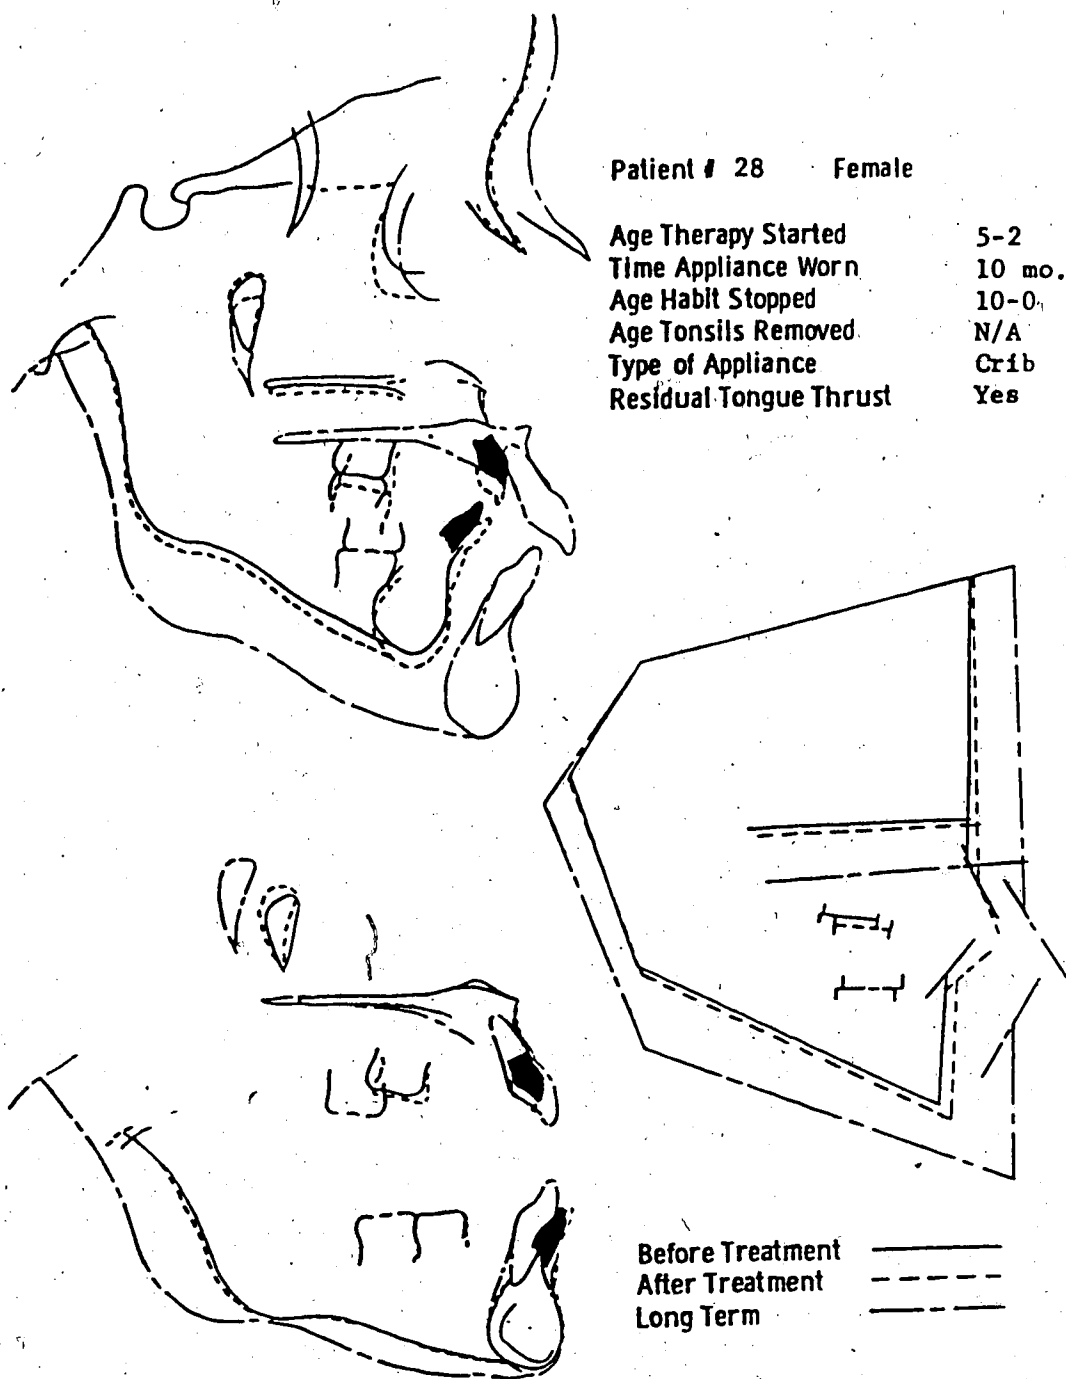 Patient # 28 Female
Age Therapy Started 5-2
Time Appliance Worn 10 mo.
Age Habit Stopped 10-0
Age Tonsils Removed N/A
Type of Appliance Crib
Residual Tongue Thrust Yes
Before Treatment
After Treatment
Long Term